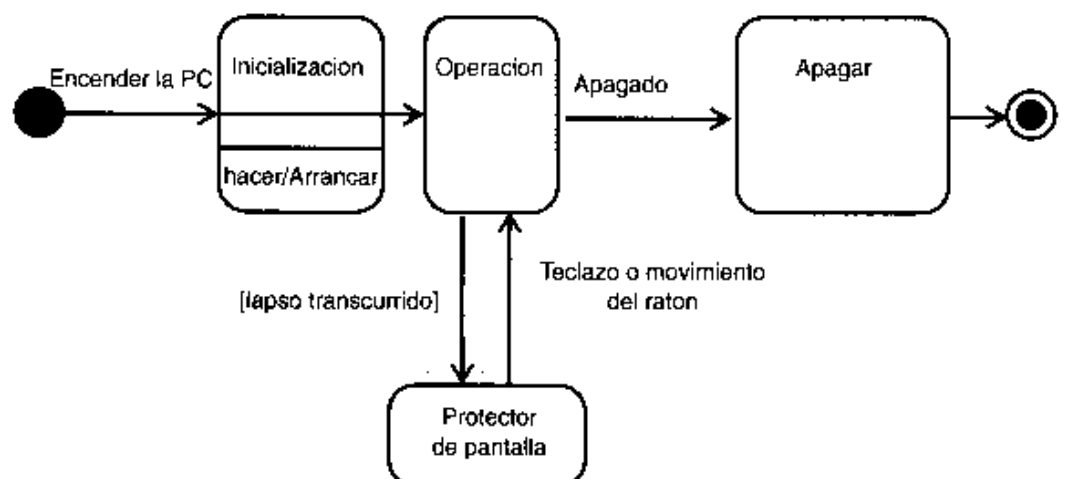 Encender la PC
Inicializacion
hacer/Arrancar
Operacion
Apagado
Apagar
[lapso transcurrido]
Teclazo o movimiento
del raton
Protector
de pantalla